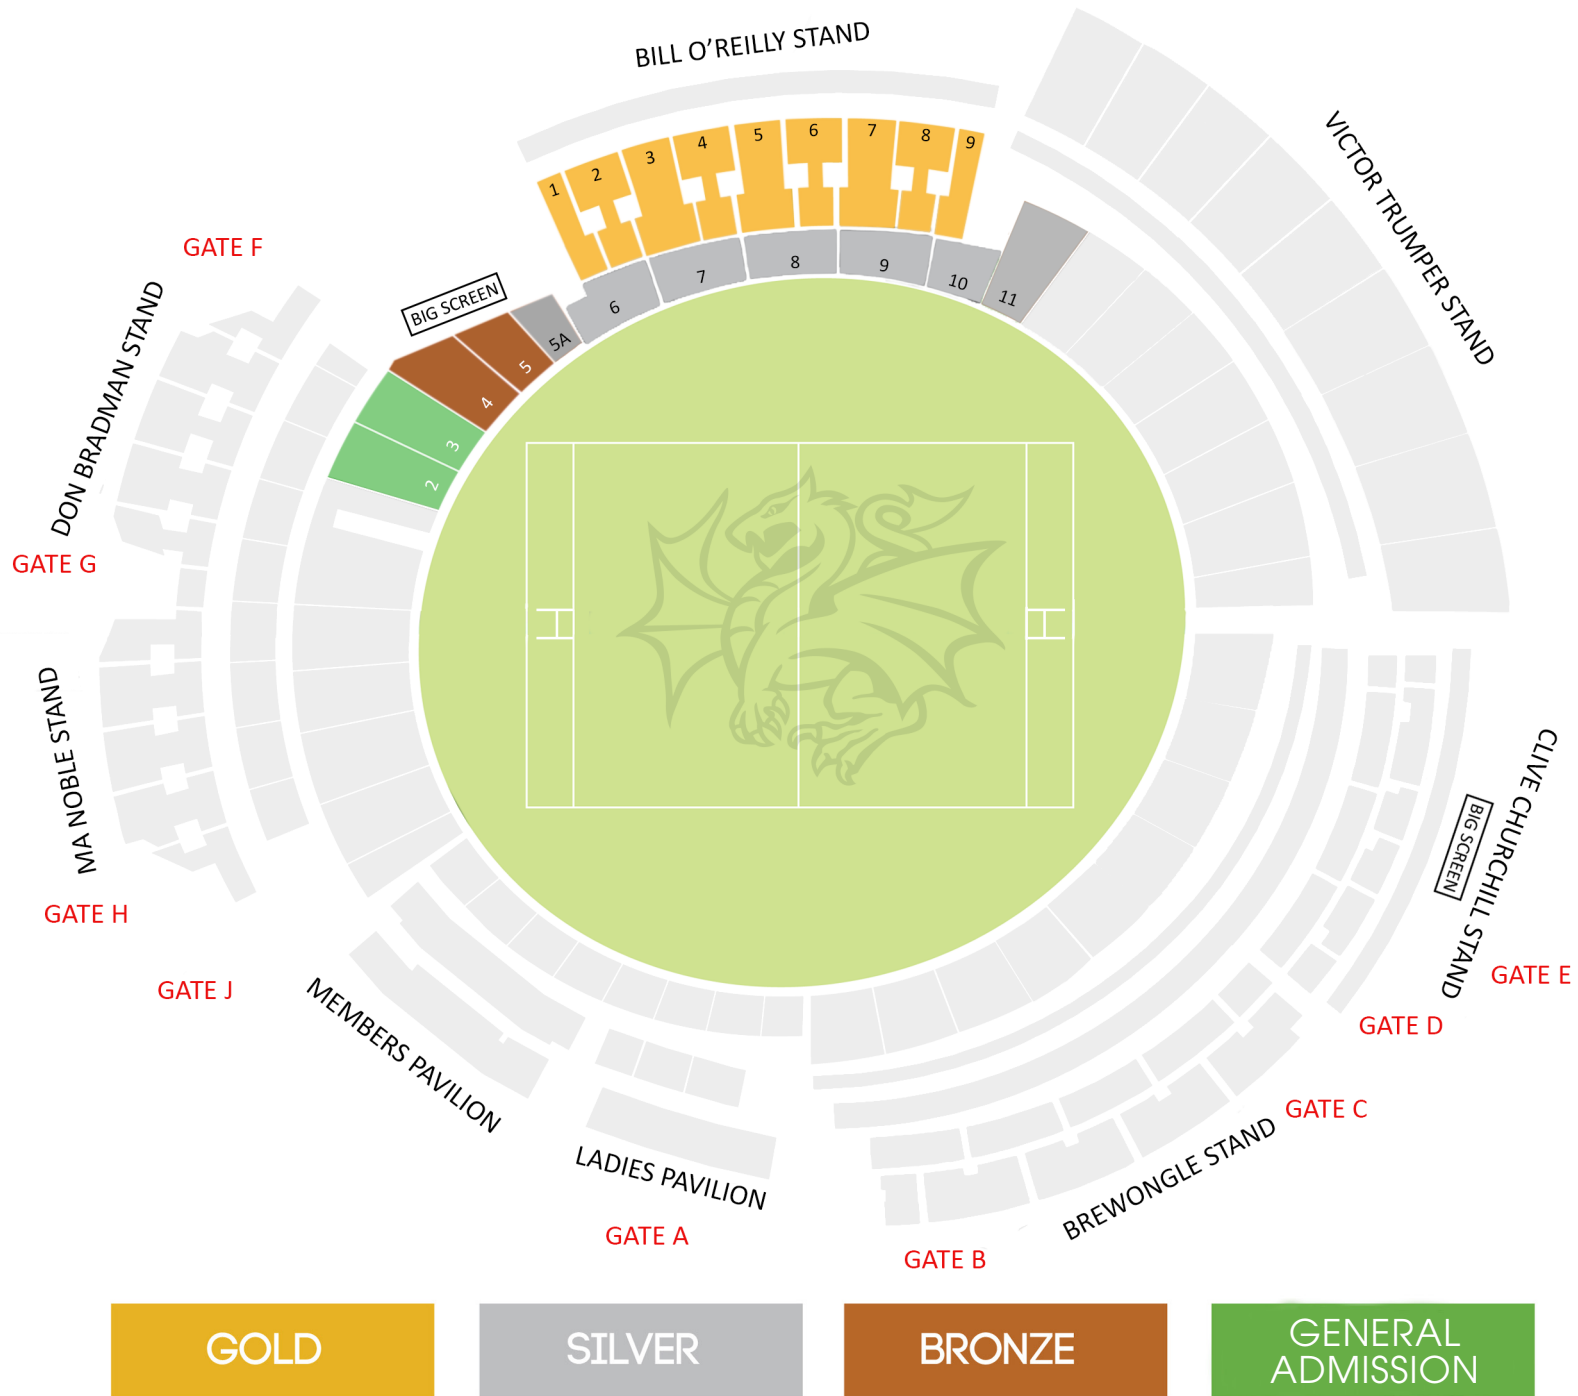 BILL O'REILLY STAND
VICTOR TRUMPER STAND
1
2
3
4
5
6
7
8
9
GATE F
BIG SCREEN
DON BRADMAN STAND
6
7
8
9
10
11
5A
5
4
3
2
GATE G
MA NOBLE STAND
CLIVE CHURCHILL STAND
BIG SCREEN
GATE H
GATE J
GATE E
GATE D
MEMBERS PAVILION
GATE C
BREWONGLE STAND
LADIES PAVILION
GATE A
GATE B
GOLD
SILVER
BRONZE
GENERAL
ADMISSION